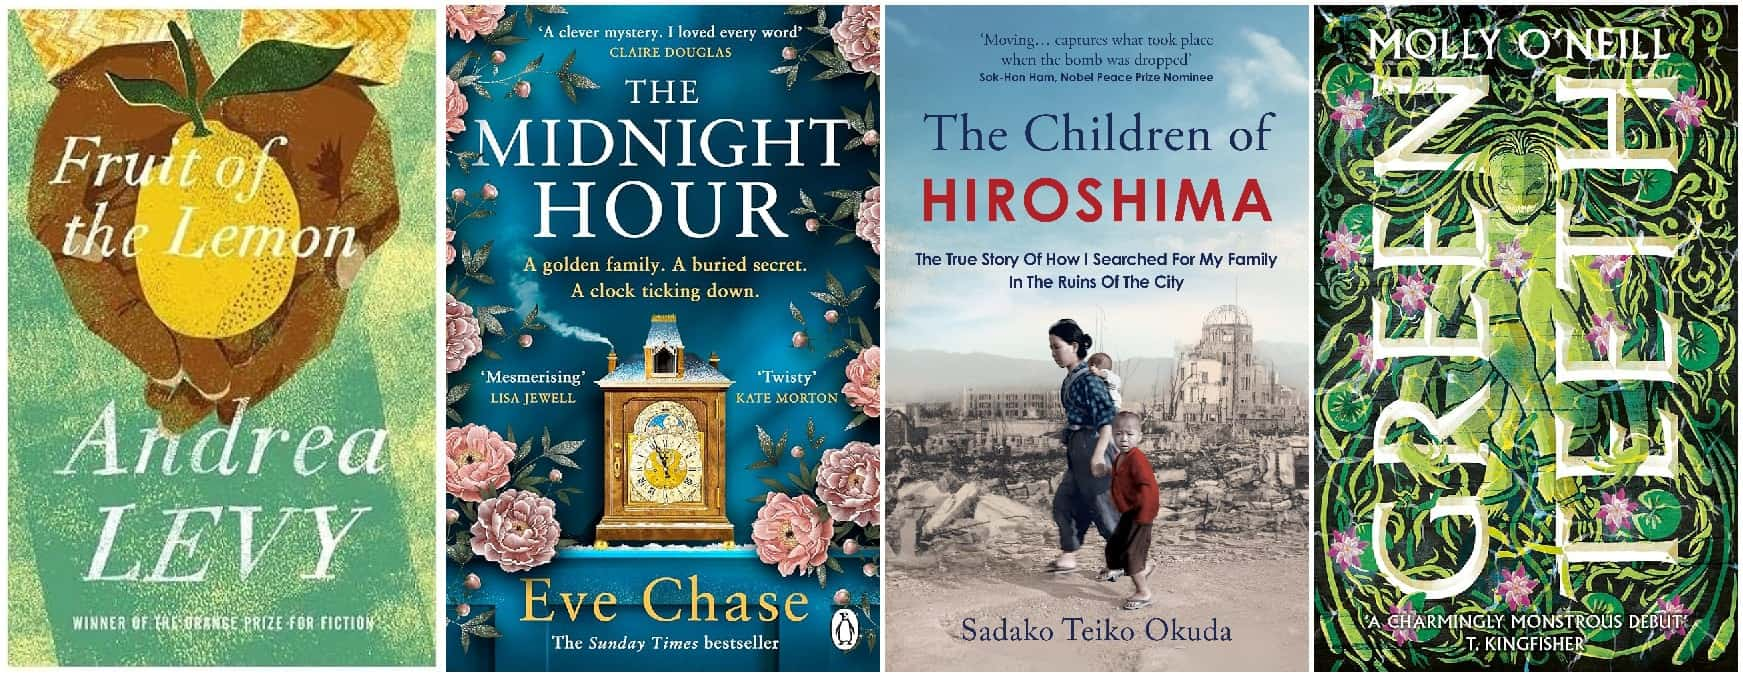 Fruit of
the Lemon
Andrea
LEVY
WINNER OF THE ORANGE PRIZE FOR FICTION
'A clever mystery. I loved every word'
CLAIRE DOUGLAS
THE
MIDNIGHT
HOUR
A golden family. A buried secret.
A clock ticking down.
'Mesmerising'
LISA JEWELL
'Twisty'
KATE MORTON
Eve Chase
The Sunday Times bestseller
'Moving... captures what took place
when the bomb was dropped'
Sok-Hon Ham, Nobel Peace Prize Nominee
The Children of
HIROSHIMA
The True Story Of How I Searched For My Family
In The Ruins Of The City
Sadako Teiko Okuda
MOLLY O'NEILL
GREEN
TEETH
'A CHARMINGLY MONSTROUS DEBUT'
T. KINGFISHER